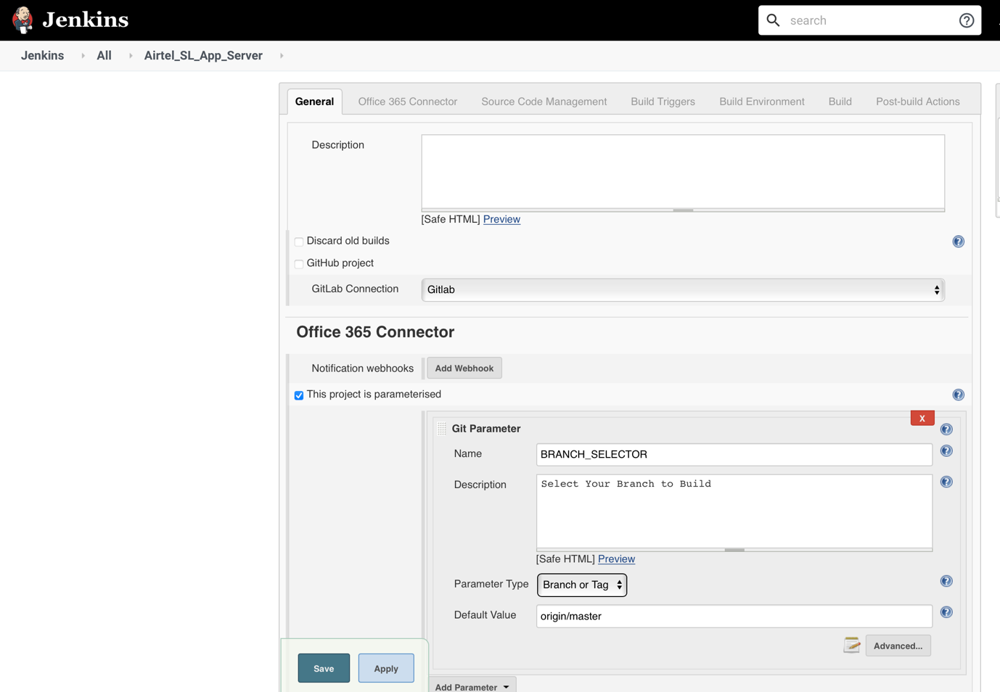 Jenkins
search
Jenkins All Airtel_SL_App_Server
General Office 365 Connector Source Code Management Build Triggers Build Environment Build Post-build Actions
Description
[Safe HTML] Preview
Discard old builds
GitHub project
GitLab Connection Gitlab
Office 365 Connector
Notification webhooks Add Webhook
This project is parameterised
X
Git Parameter
Name BRANCH_SELECTOR
Description Select Your Branch to Build
[Safe HTML] Preview
Parameter Type Branch or Tag
Default Value origin/master
Advanced...
Save Apply
Add Parameter